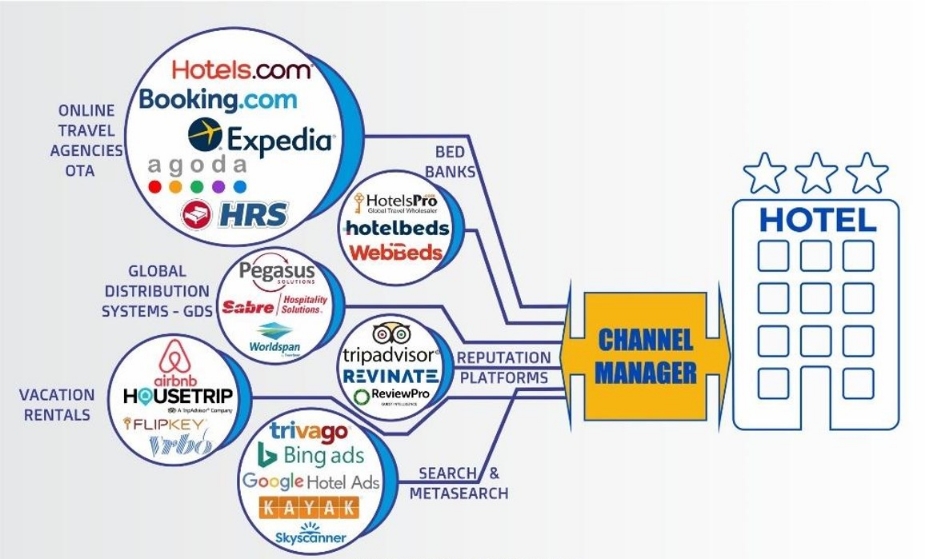 ONLINE
TRAVEL
AGENCIES
OTA
Hotels.com
Booking.com
Expedia
agoda
HRS
BED
BANKS
HotelsPro
Global Travel Wholesaler
hotelbeds
WebBeds
GLOBAL
DISTRIBUTION
SYSTEMS - GDS
Pegasus
SOLUTIONS
Sabre Hospitality
Solutions
Worldspan
tripadvisor
REVINATE
ReviewPro
REPUTATION
PLATFORMS
VACATION
RENTALS
airbnb
HOUSETRIP
A TripAdvisor Company
FLIPKEY
Vrbo
trivago
Bing ads
Google Hotel Ads
KAYAK
Skyscanner
SEARCH &
METASEARCH
CHANNEL
MANAGER
HOTEL